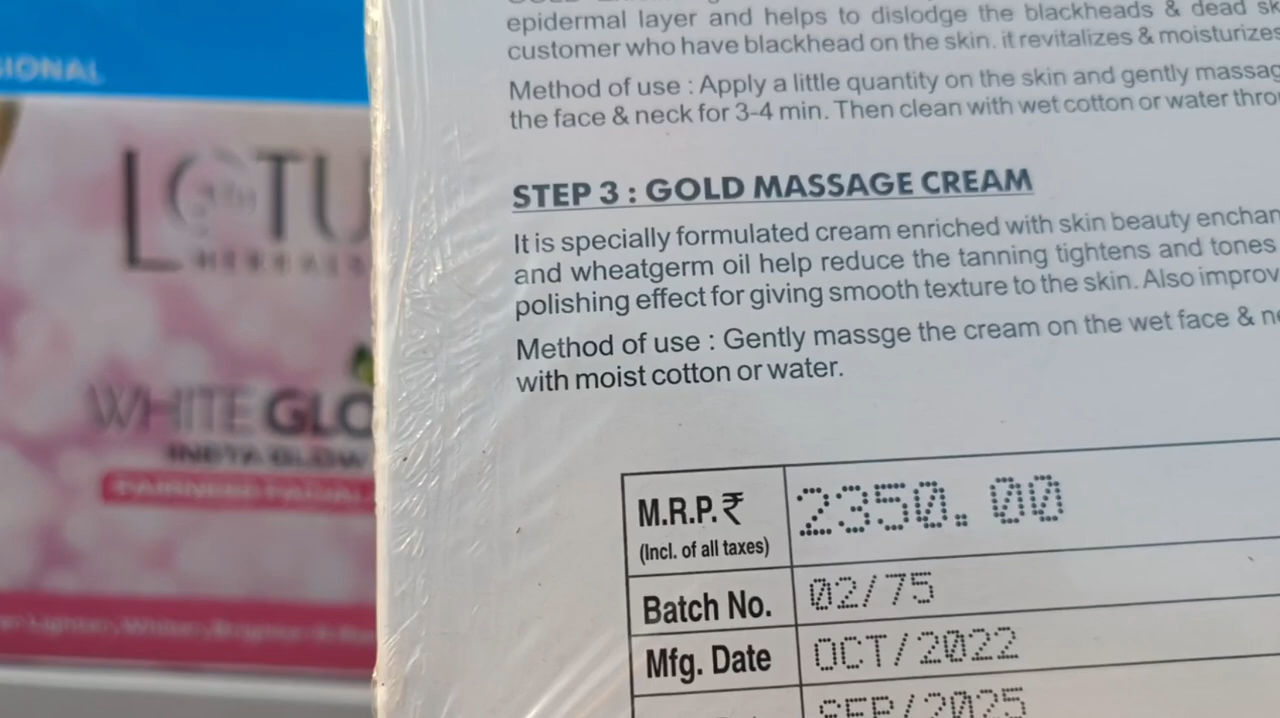 IONAL
LOTU
HERBALS
WHITE GLO
INSTA GLOW
FAIRNESS FACIAL
epidermal layer and helps to dislodge the blackheads & dead sk
customer who have blackhead on the skin. it revitalizes & moisturizes
Method of use : Apply a little quantity on the skin and gently massag
the face & neck for 3-4 min. Then clean with wet cotton or water thro
STEP 3 : GOLD MASSAGE CREAM
It is specially formulated cream enriched with skin beauty enchan
and wheatgerm oil help reduce the tanning tightens and tones
polishing effect for giving smooth texture to the skin. Also improv
Method of use : Gently massge the cream on the wet face & ne
with moist cotton or water.
M.R.P.₹ 2350.00
(Incl. of all taxes)
Batch No. 02/75
Mfg. Date OCT/2022
SEP/2025